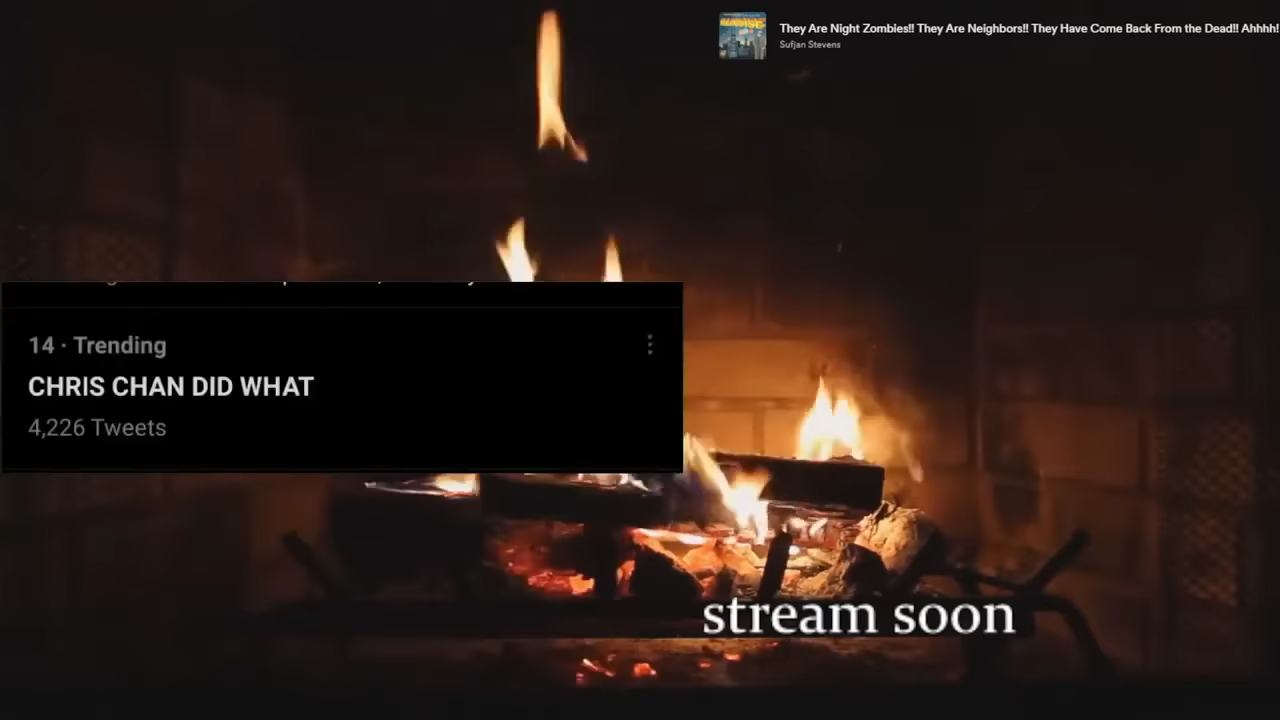 They Are Night Zombies!! They Are Neighbors!! They Have Come Back From the Dead!! Ahhhh!
Sufjan Stevens
14 · Trending
CHRIS CHAN DID WHAT
4,226 Tweets
stream soon